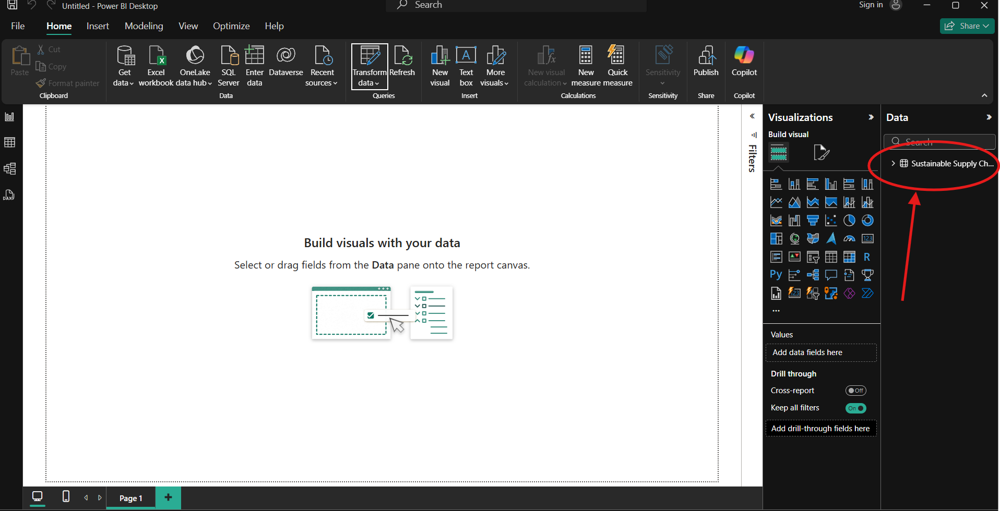 Untitled - Power BI Desktop
Search
Sign in
File Home Insert Modeling View Optimize Help
Share
Paste
Cut
Copy
Format painter
Clipboard
Get data
Excel workbook
OneLake data hub
SQL Server
Enter data
Dataverse
Recent sources
Data
Transform data
Refresh
Queries
New visual
Text box
More visuals
Insert
New visual calculation
New measure
Quick measure
Calculations
Sensitivity
Sensitivity
Publish
Share
Copilot
Copilot
DAX
Build visuals with your data
Select or drag fields from the Data pane onto the report canvas.
Filters
Visualizations
Build visual
123
R
Py
123
Values
Add data fields here
Drill through
Cross-report
Off
Keep all filters
On
Add drill-through fields here
Data
Search
Sustainable Supply Ch...
Page 1